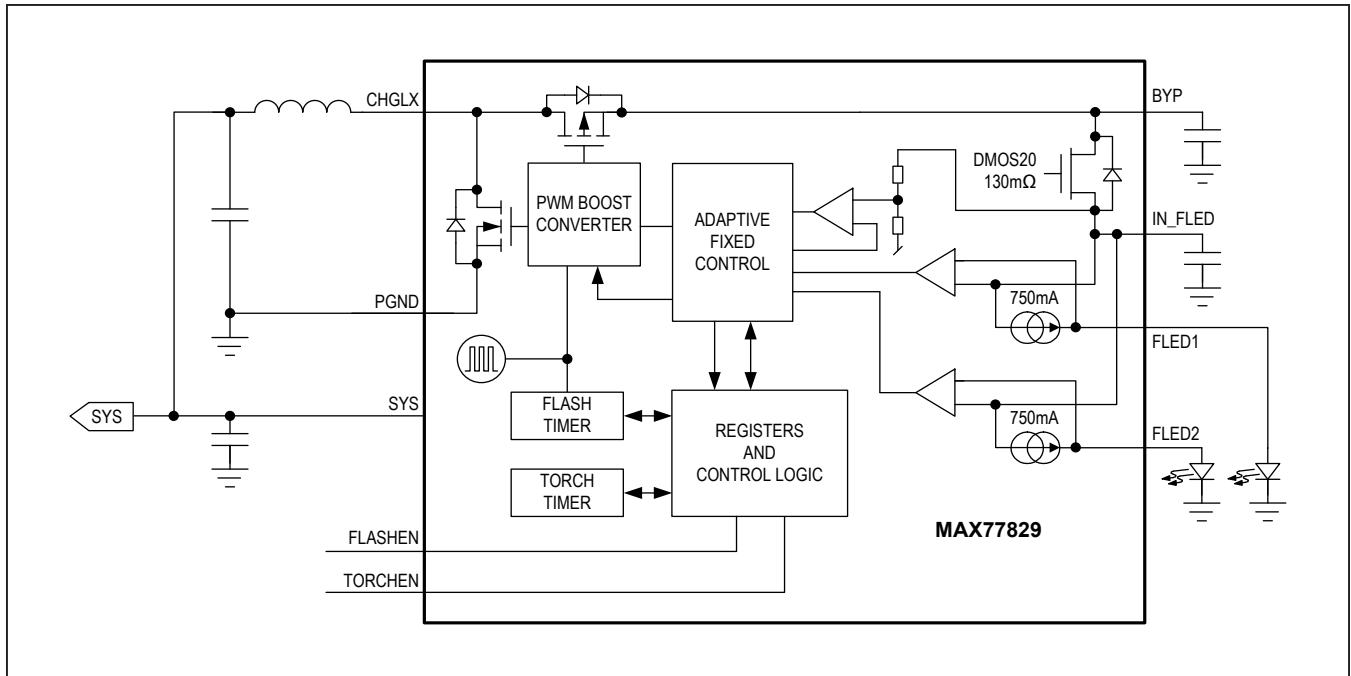 CHGLX
BYP
DMOS20
130mΩ
PWM BOOST
CONVERTER
ADAPTIVE
FIXED
CONTROL
IN_FLED
750mA
PGND
FLED1
SYS
SYS
FLASH
TIMER
REGISTERS
AND
CONTROL LOGIC
750mA
FLED2
TORCH
TIMER
FLASHEN
MAX77829
TORCHEN